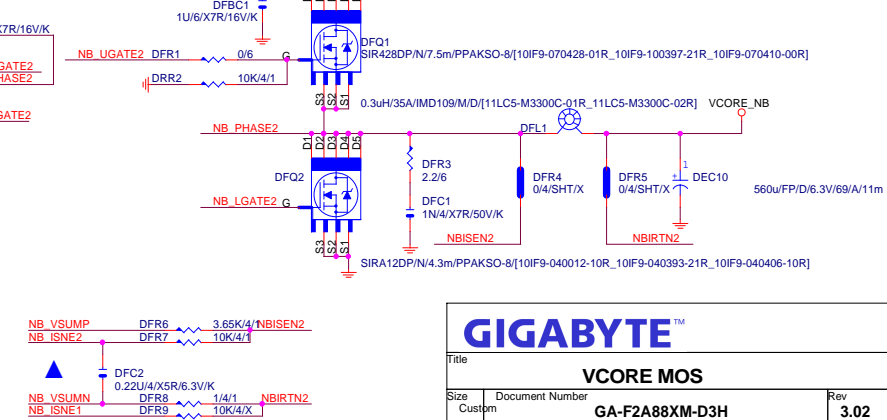 DFBC1
1U/6/X7R/16V/K
X7R/16V/K
NB_UGATE2 DFR1 0/6 G
DFQ1
SIR428DP/N/7.5m/PPAKSO-8/[10IF9-070428-01R_10IF9-100397-21R_10IF9-070410-00R]
GATE2
HASE2
DRR2 10K/4/1
S3 S2 S1
0.3uH/35A/IMD109/M/D/[11LC5-M3300C-01R_11LC5-M3300C-02R] VCORE_NB
GATE2
NB_PHASE2
DFL1
D1 D2 D3 D4 D5
DFR3
2.2/6
DFQ2
DFR4
0/4/SHT/X
DFR5
0/4/SHT/X
1
+
DEC10
560u/FP/D/6.3V/69/A/11m
NB_LGATE2 G
DFC1
1N/4/X7R/50V/K
NBISEN2
NBIRTN2
S3 S2 S1
SIRA12DP/N/4.3m/PPAKSO-8/[10IF9-040012-10R_10IF9-040393-21R_10IF9-040406-10R]
NB_VSUMP DFR6 3.65K/4/1 NBISEN2
NB_ISNE2 DFR7 10K/4/1
DFC2
0.22U/4/X5R/6.3V/K
NB_VSUMN DFR8 1/4/1 NBIRTN2
NB_ISNE1 DFR9 10K/4/X
GIGABYTE™
Title
VCORE MOS
Size
Custom
Document Number
GA-F2A88XM-D3H
Rev
3.02